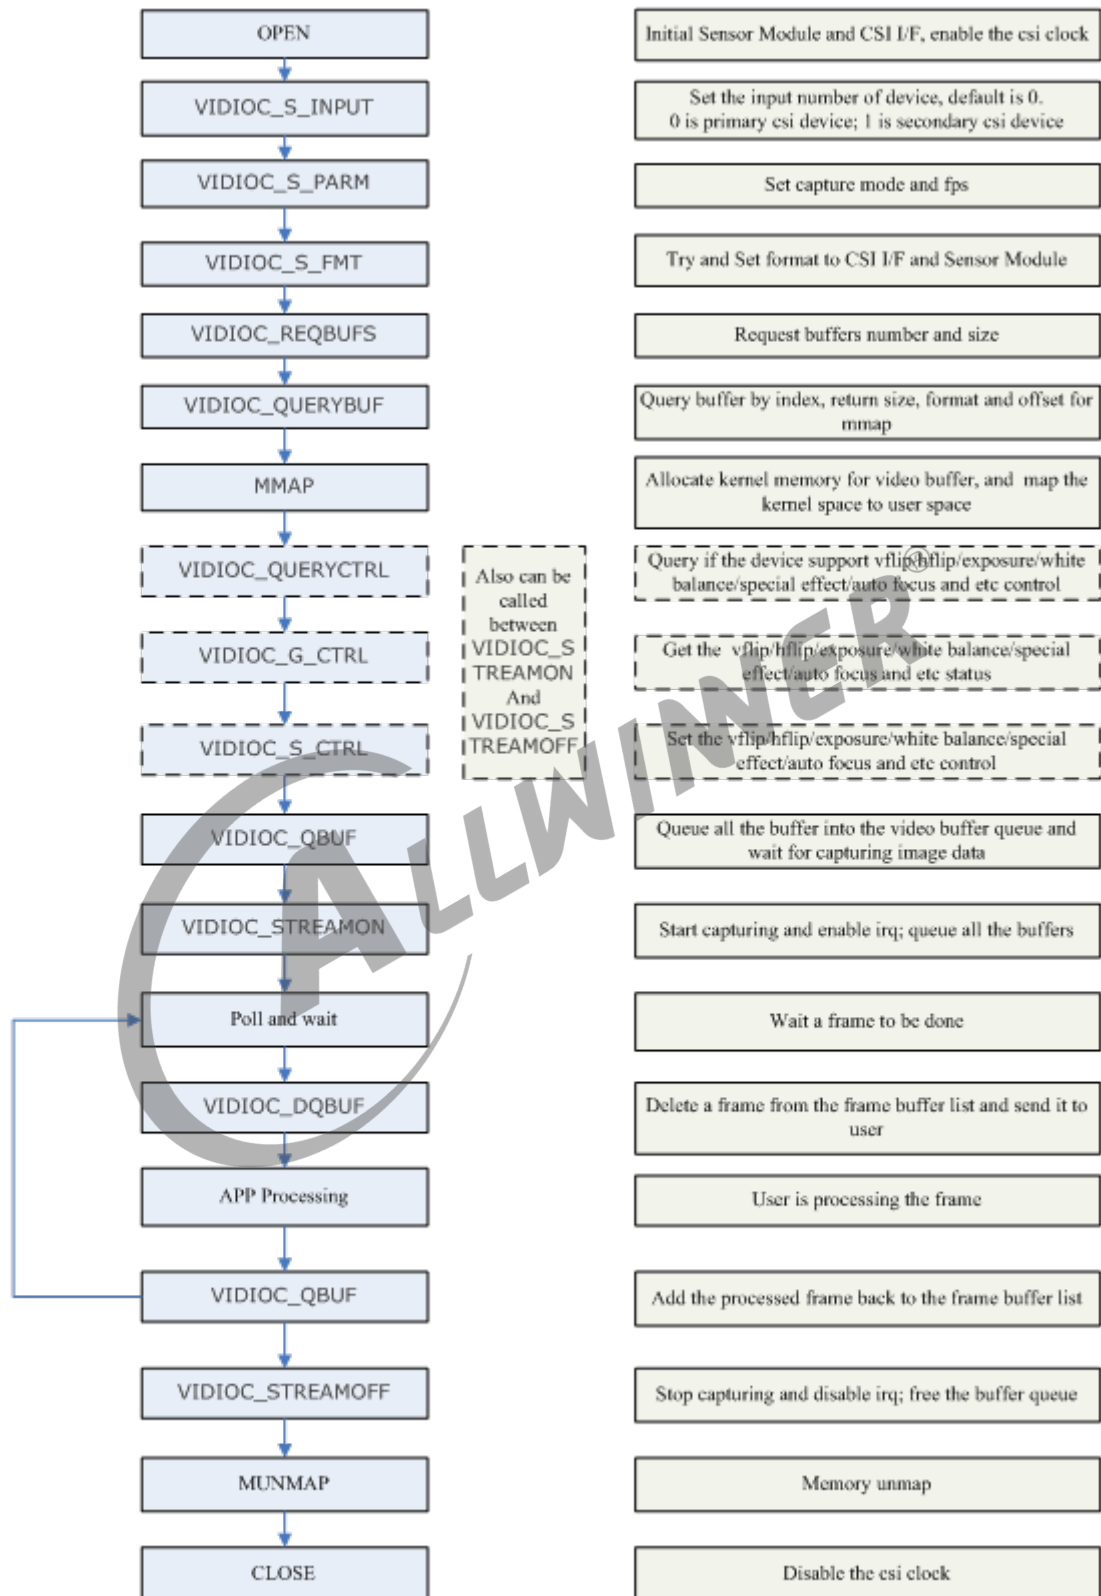 OPEN
Initial Sensor Module and CSI I/F, enable the csi clock
VIDIOC_S_INPUT
Set the input number of device, default is 0.
0 is primary csi device; 1 is secondary csi device
VIDIOC_S_PARM
Set capture mode and fps
VIDIOC_S_FMT
Try and Set format to CSI I/F and Sensor Module
VIDIOC_REQBUFS
Request buffers number and size
VIDIOC_QUERYBUF
Query buffer by index, return size, format and offset for
mmap
MMAP
Allocate kernel memory for video buffer, and map the
kernel space to user space
VIDIOC_QUERYCTRL
Query if the device support vflip/hflip/exposure/white
balance/special effect/auto focus and etc control
VIDIOC_G_CTRL
Get the vflip/hflip/exposure/white balance/special
effect/auto focus and etc status
VIDIOC_S_CTRL
Set the vflip/hflip/exposure/white balance/special
effect/auto focus and etc control
Also can be
called
between
VIDIOC_S
TREAMON
And
VIDIOC_S
TREAMOFF
VIDIOC_QBUF
Queue all the buffer into the video buffer queue and
wait for capturing image data
VIDIOC_STREAMON
Start capturing and enable irq; queue all the buffers
Poll and wait
Wait a frame to be done
VIDIOC_DQBUF
Delete a frame from the frame buffer list and send it to
user
APP Processing
User is processing the frame
VIDIOC_QBUF
Add the processed frame back to the frame buffer list
VIDIOC_STREAMOFF
Stop capturing and disable irq; free the buffer queue
MUNMAP
Memory unmap
CLOSE
Disable the csi clock
ALLWINNER®